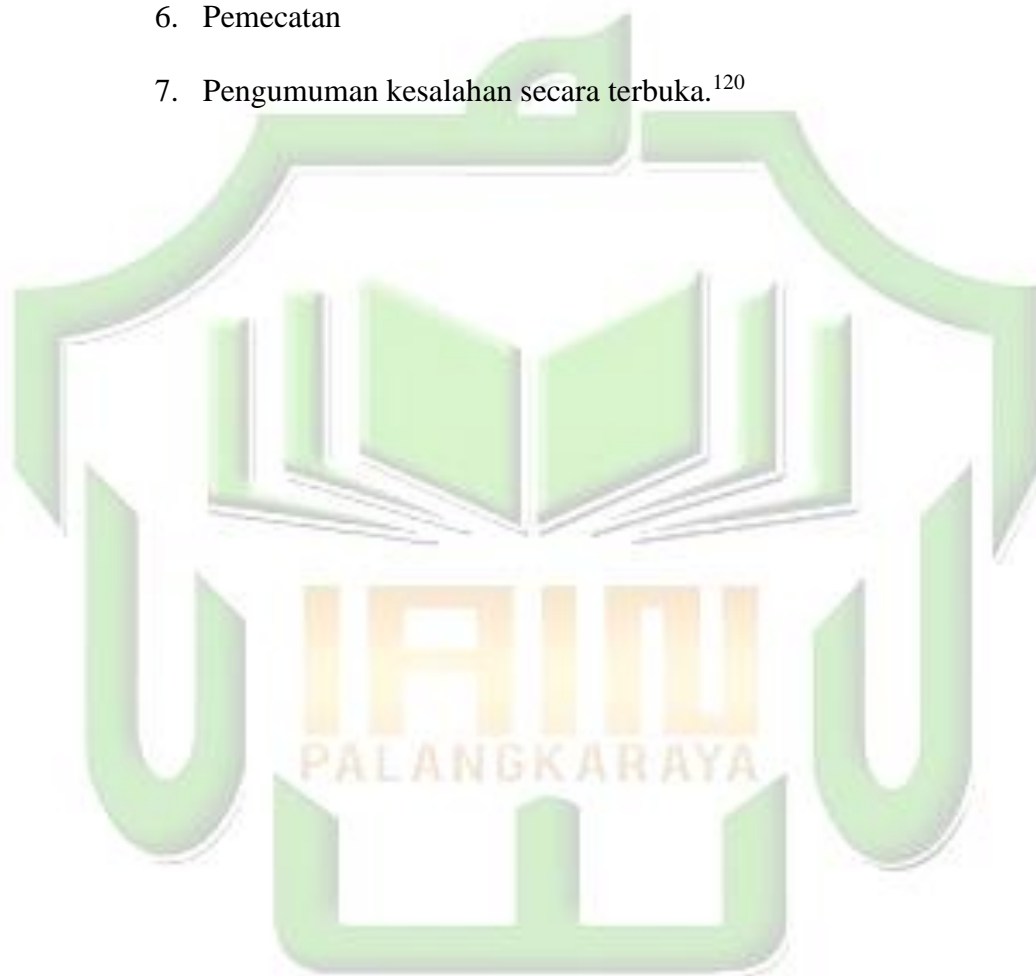 6. Pemecatan
7. Pengumuman kesalahan secara terbuka.120
IAIN
PALANGKARAYA